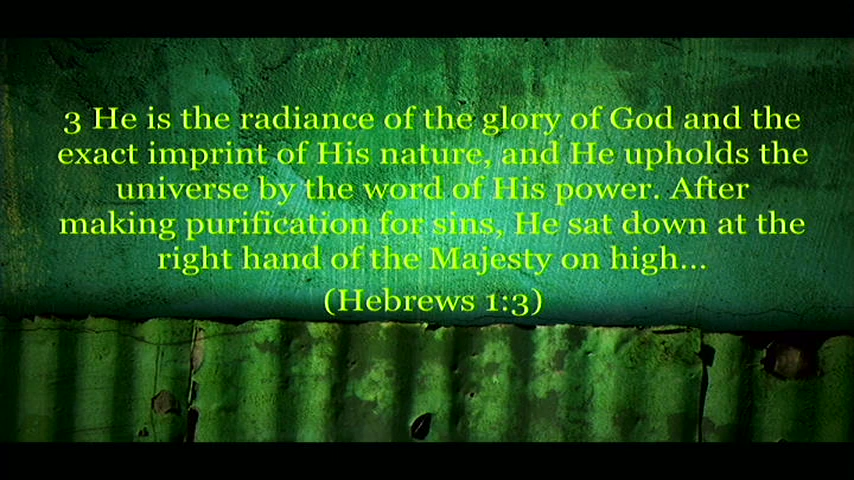 3 He is the radiance of the glory of God and the
exact imprint of His nature, and He upholds the
universe by the word of His power. After
making purification for sins, He sat down at the
right hand of the Majesty on high...
(Hebrews 1:3)